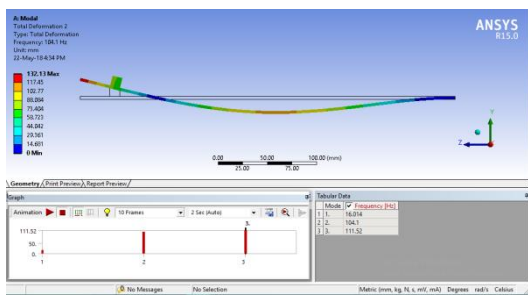 A: Modal
Total Deformation 2
Type: Total Deformation
Frequency: 104.1 Hz
Unit: mm
22-May-18 4:34 PM
132.13 Max
117.45
102.77
88.084
73.404
58.723
44.042
29.361
14.681
0 Min
ANSYS
R15.0
0.00 50.00 100.00 (mm)
25.00 75.00
Y
Z
Geometry Print Preview Report Preview
Graph
Animation 10 Frames 2 Sec (Auto)
111.52
50.
0.
3.
1 2 3
Tabular Data
Mode Frequency [Hz]
1 1. 16.014
2 2. 104.1
3 3. 111.52
No Messages No Selection Metric (mm, kg, N, s, mV, mA) Degrees rad/s Celsius